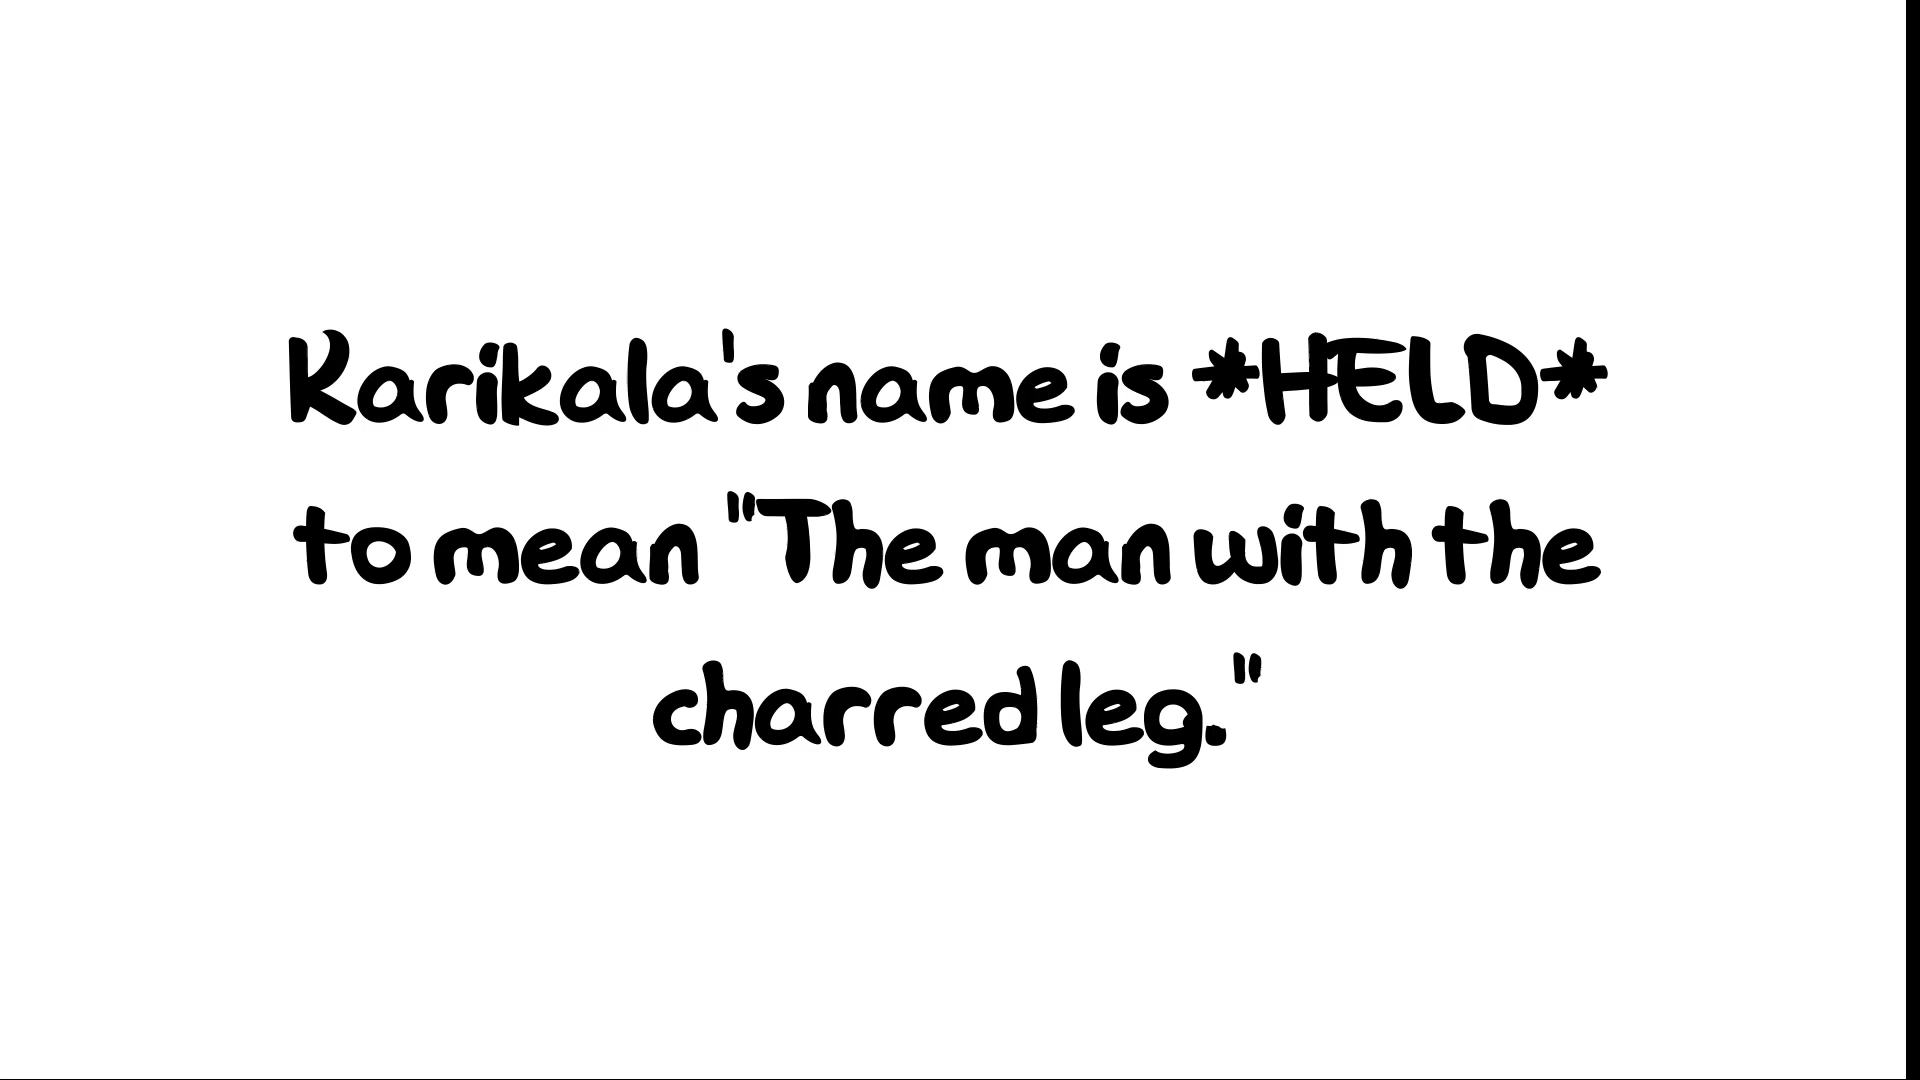 Karikala's name is *HELD*
to mean "The man with the
charred leg."